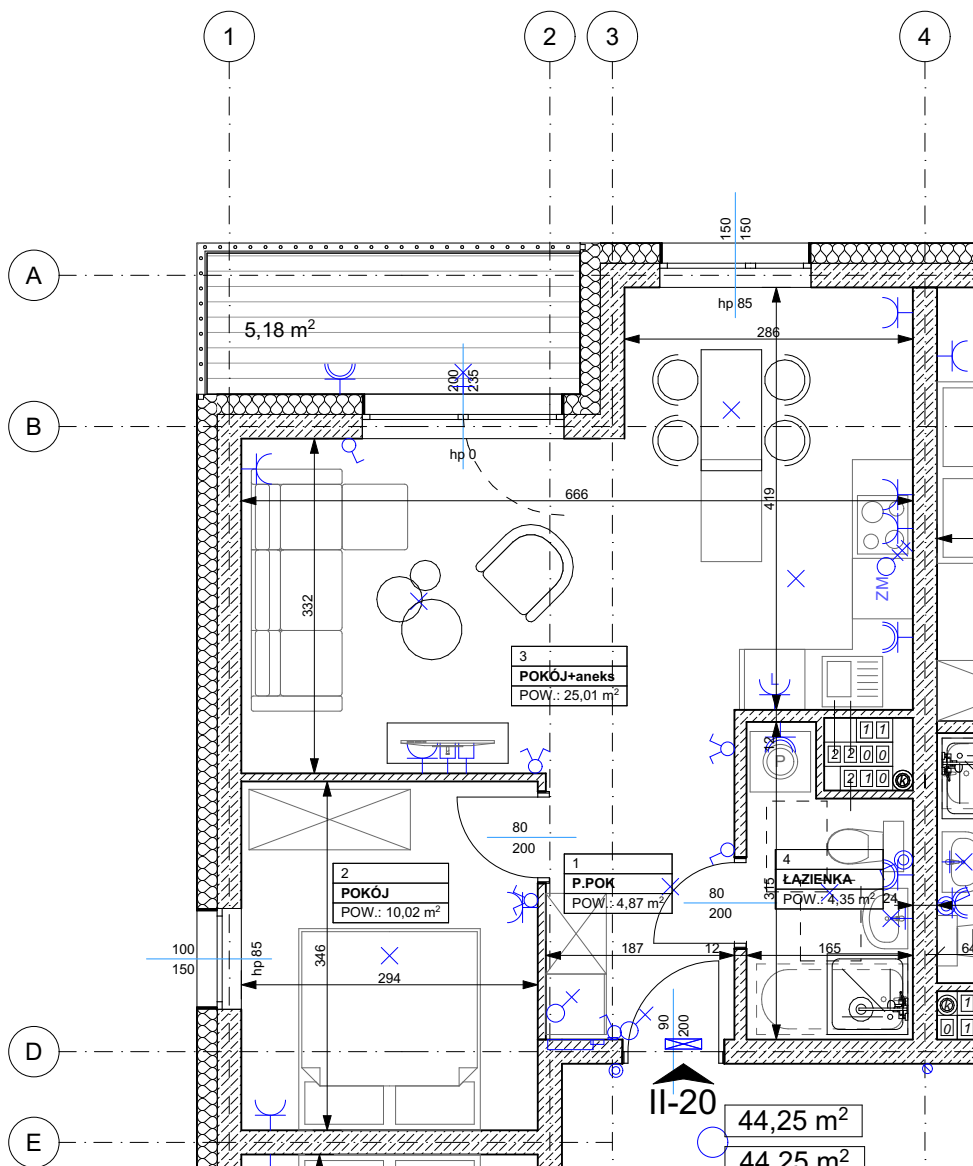 1
2
3
4
A
B
D
E
150
150
hp 85
286
5,18 m²
200
235
hp 0
666
419
332
ZM
L
3
POKÓJ+aneks
POW.: 25,01 m²
12
P
1 1
2 2 0 0
2 1 0
k
80
200
2
POKÓJ
POW.: 10,02 m²
1
P.POK
POW.: 4,87 m²
80
200
4
ŁAZIENKA
POW.: 4,35 m²
24
315
100
150
hp 85
346
294
187
12
165
64
k
1
0
1
90
200
II-20
44,25 m²
44,25 m²